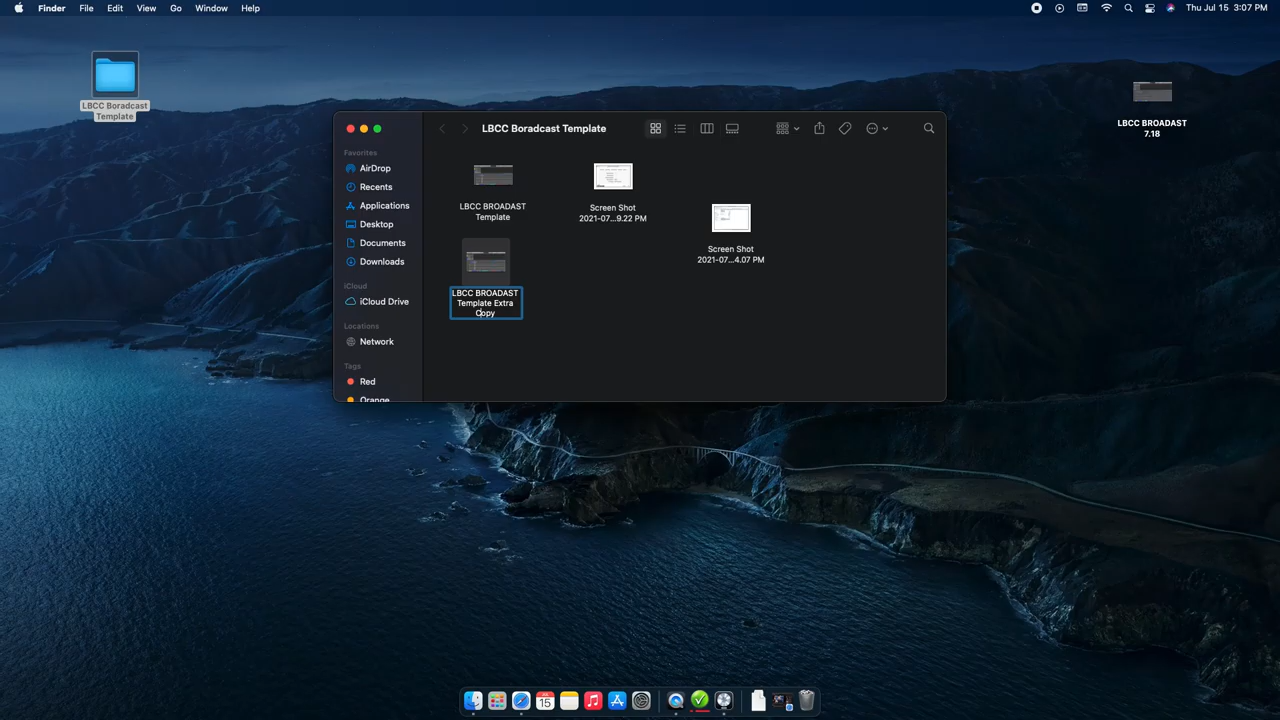 Finder File Edit View Go Window Help
Thu Jul 15 3:07 PM
LBCC Boradcast
Template
LBCC BROADAST
7.18
LBCC Boradcast Template
Favorites
AirDrop
Recents
Applications
Desktop
Documents
Downloads
iCloud
iCloud Drive
Locations
Network
Tags
Red
Orange
LBCC BROADAST
Template
Screen Shot
2021-07...9.22 PM
Screen Shot
2021-07...4.07 PM
LBCC BROADAST
Template Extra
Copy
15